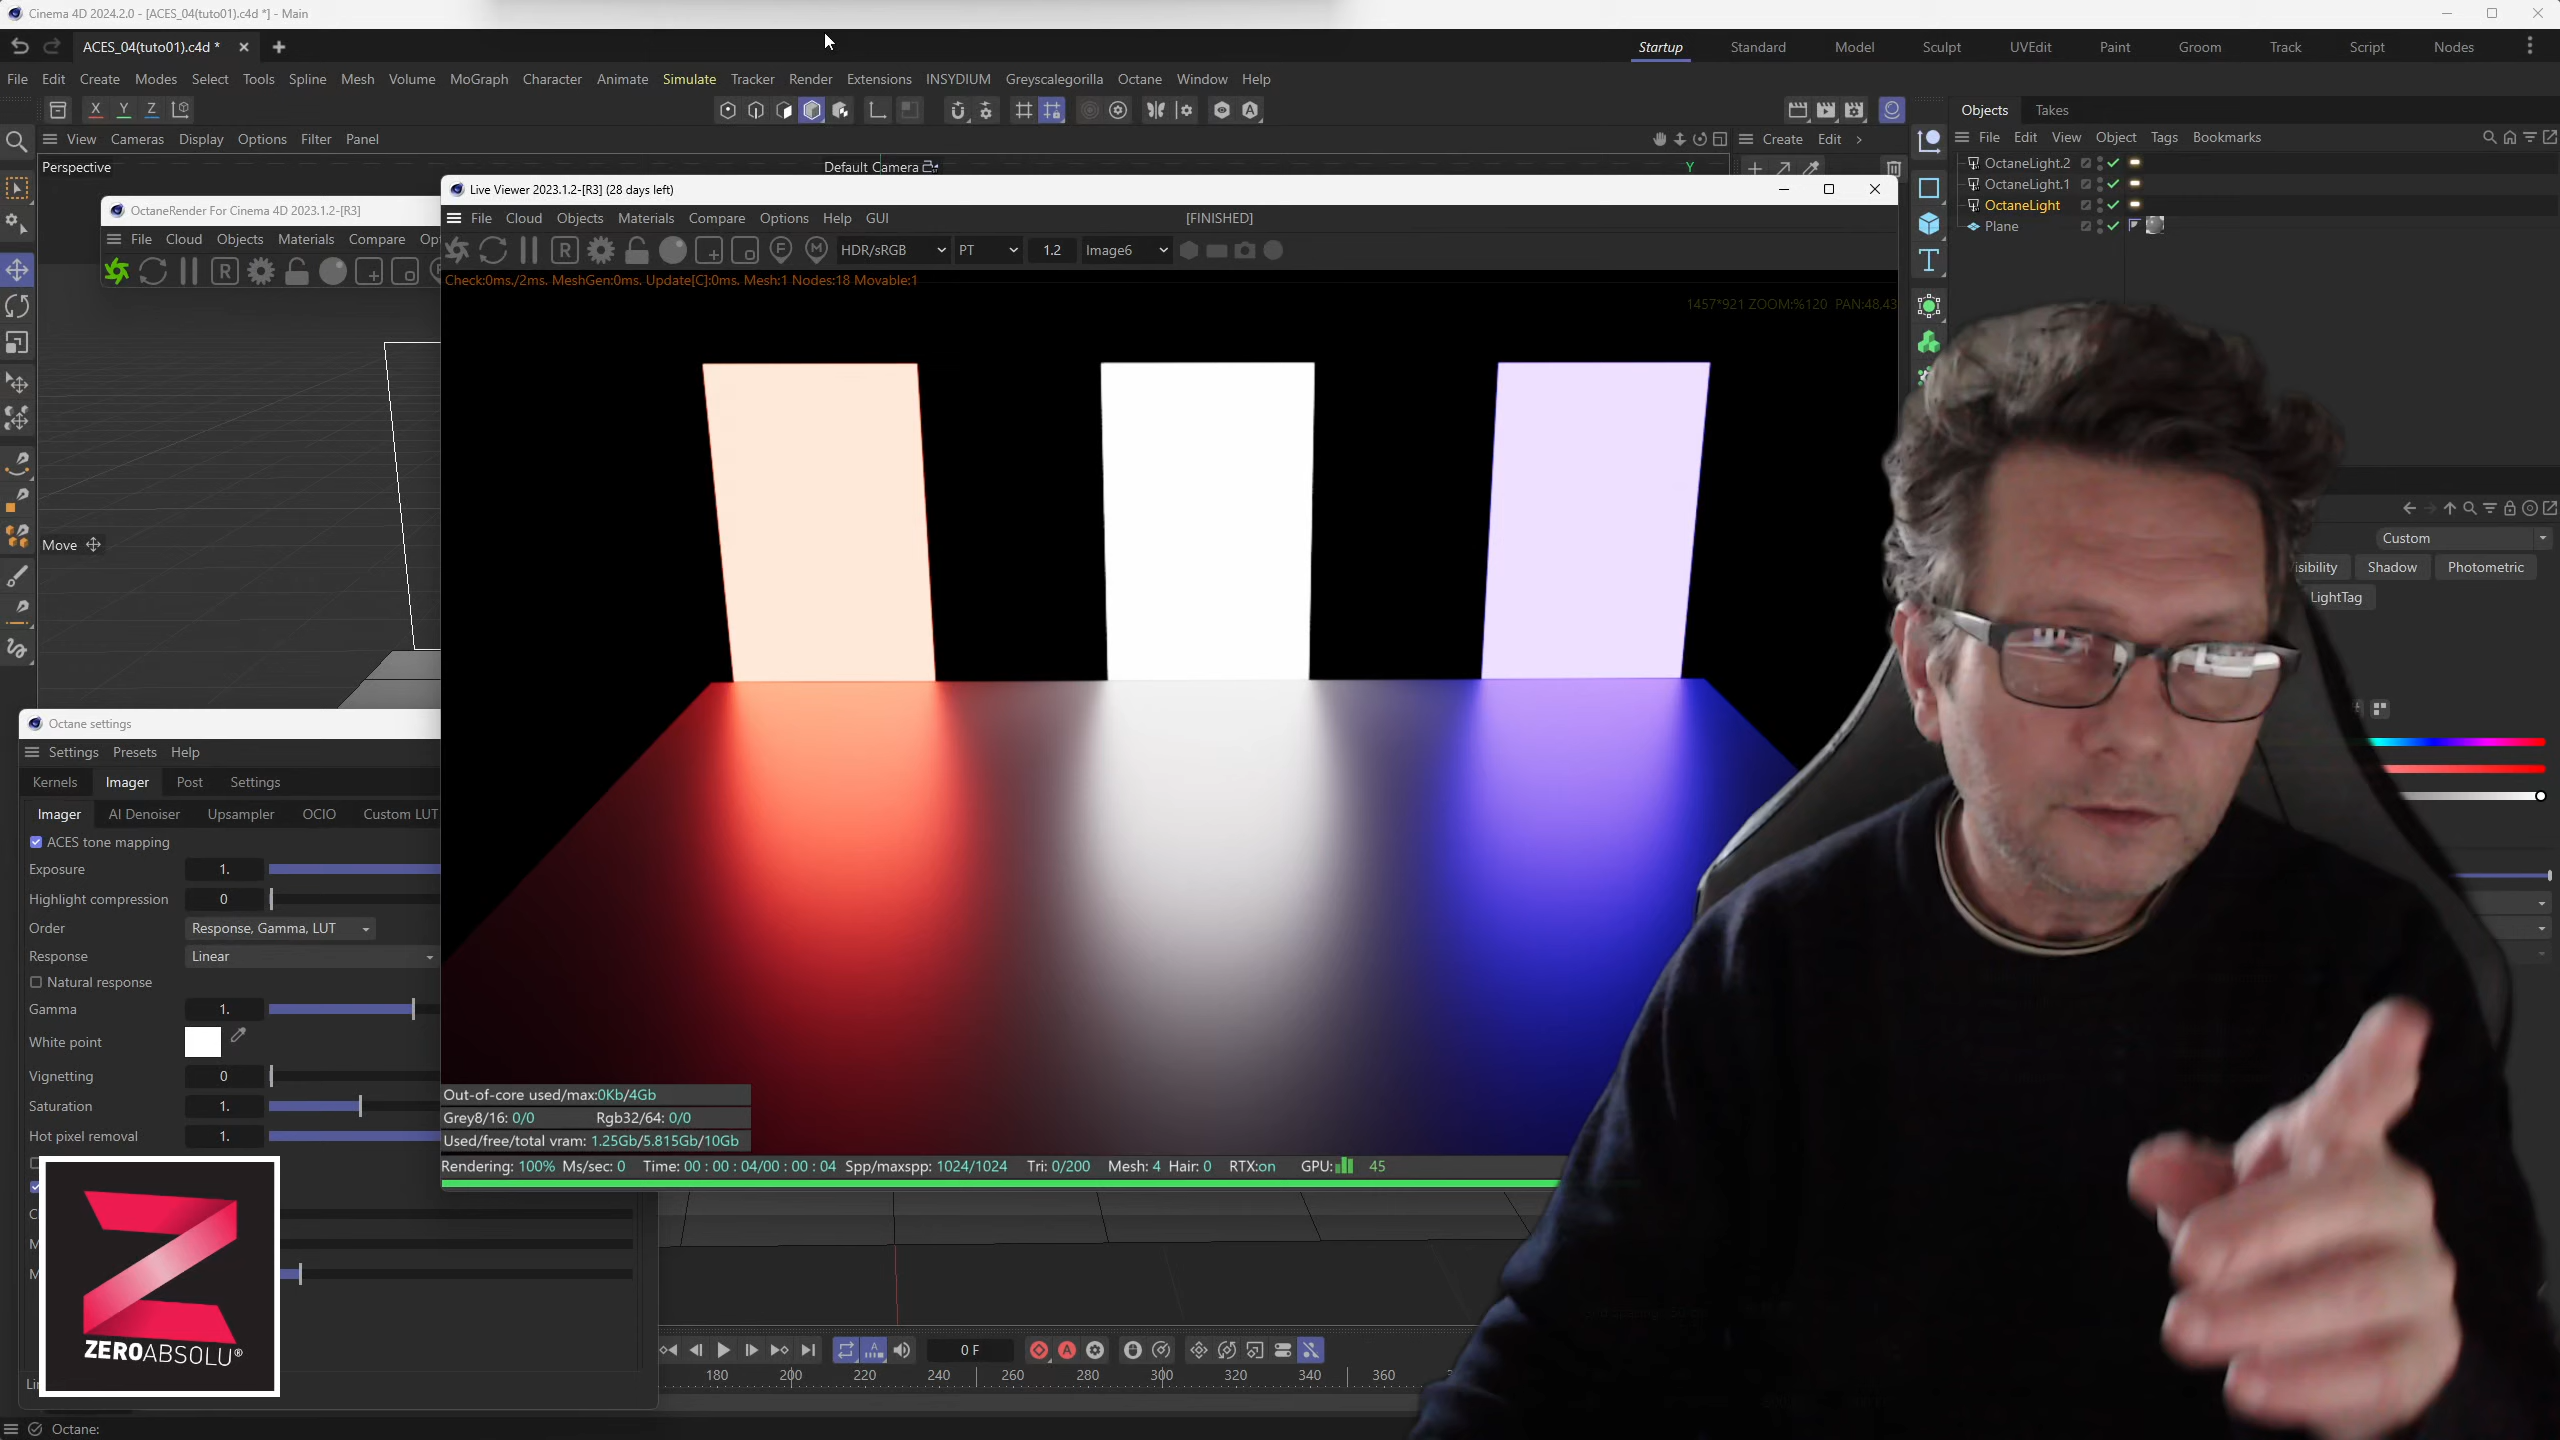 Cinema 4D 2024.2.0 - [ACES_04(tuto01).c4d *] - Main
ACES_04(tuto01).c4d *
Startup Standard Model Sculpt UVEdit Paint Groom Track Script Nodes
File Edit Create Modes Select Tools Spline Mesh Volume MoGraph Character Animate Simulate Tracker Render Extensions INSYDIUM Greyscalegorilla Octane Window Help
X Y Z
Objects Takes
View Cameras Display Options Filter Panel
Create Edit
File Edit View Object Tags Bookmarks
Perspective
Default Camera
Y
OctaneLight.2
OctaneLight.1
OctaneLight
Plane
Live Viewer 2023.1.2-[R3] (28 days left)
File Cloud Objects Materials Compare Options Help GUI
[FINISHED]
HDR/sRGB PT 1.2 Image6
Check:0ms./2ms. MeshGen:0ms. Update[C]:0ms. Mesh:1 Nodes:18 Movable:1
1457*921 ZOOM:%120 PAN:48.43
OctaneRender For Cinema 4D 2023.1.2-[R3]
File Cloud Objects Materials Compare
Move
Custom
Shadow Photometric
LightTag
Octane settings
Settings Presets Help
Kernels Imager Post Settings
Imager AI Denoiser Upsampler OCIO Custom LUT
ACES tone mapping
Exposure 1.
Highlight compression 0
Order Response, Gamma, LUT
Response Linear
Natural response
Gamma 1.
White point
Vignetting 0
Saturation 1.
Hot pixel removal 1.
Out-of-core used/max:0Kb/4Gb
Grey8/16: 0/0 Rgb32/64: 0/0
Used/free/total vram: 1.25Gb/5.815Gb/10Gb
Rendering: 100% Ms/sec: 0 Time: 00 : 00 : 04/00 : 00 : 04 Spp/maxspp: 1024/1024 Tri: 0/200 Mesh: 4 Hair: 0 RTX:on GPU: 45
ZEROABSOLU®
0 F
180 200 220 240 260 280 300 320 340 360
Octane: